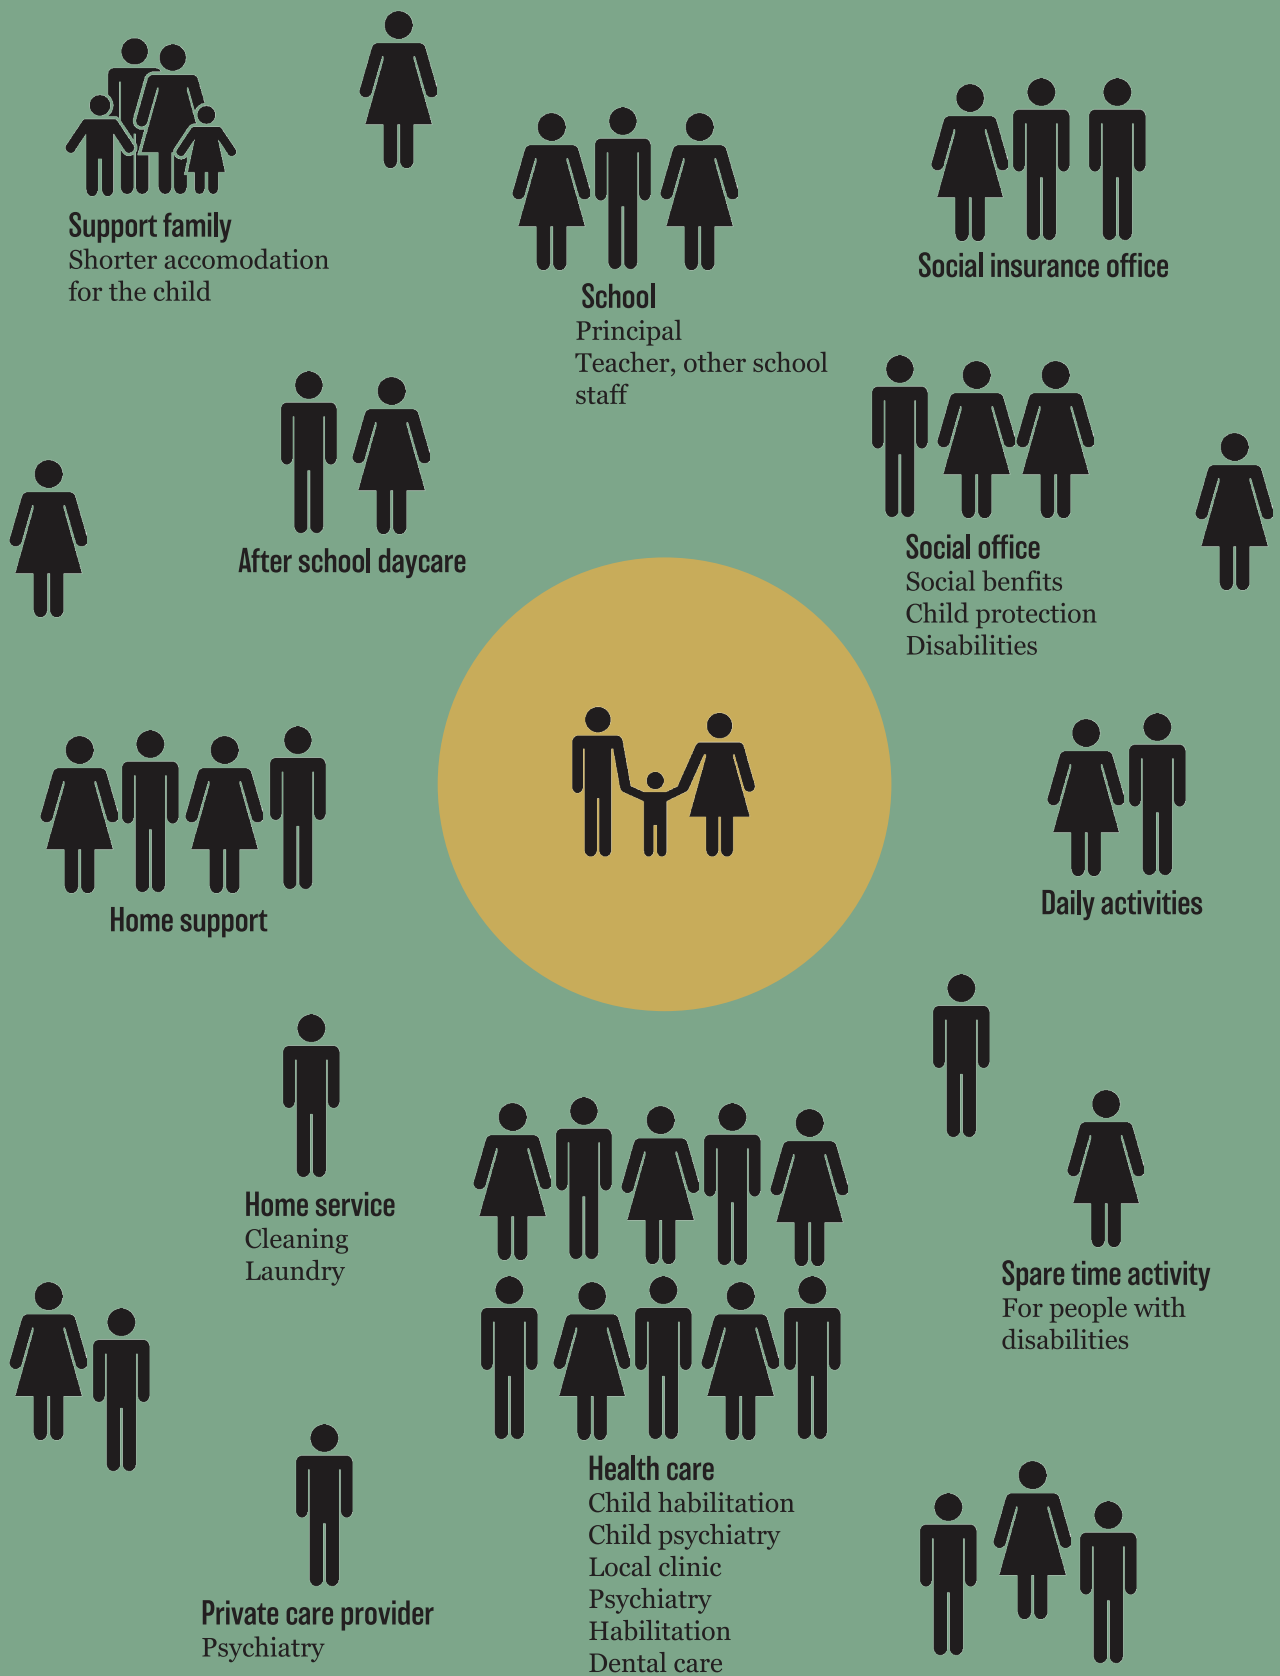 Support family
Shorter accomodation
for the child
School
Principal
Teacher, other school
staff
Social insurance office
After school daycare
Social office
Social benfits
Child protection
Disabilities
Home support
Daily activities
Home service
Cleaning
Laundry
Spare time activity
For people with
disabilities
Private care provider
Psychiatry
Health care
Child habilitation
Child psychiatry
Local clinic
Psychiatry
Habilitation
Dental care